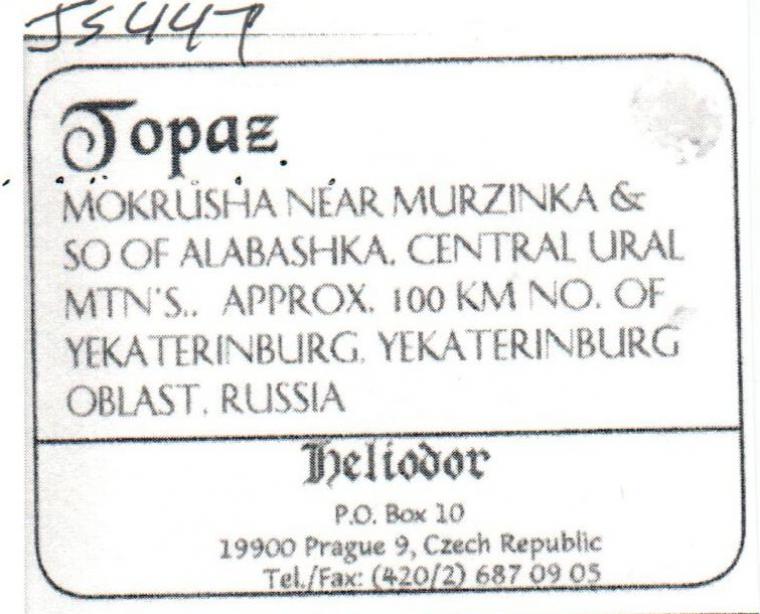 JS447
Topaz
MOKRUSHA NEAR MURZINKA &
SO OF ALABASHKA, CENTRAL URAL
MTN'S., APPROX. 100 KM NO. OF
YEKATERINBURG, YEKATERINBURG
OBLAST, RUSSIA
Heliodor
P.O. Box 10
19900 Prague 9, Czech Republic
Tel./Fax: (420/2) 687 09 05